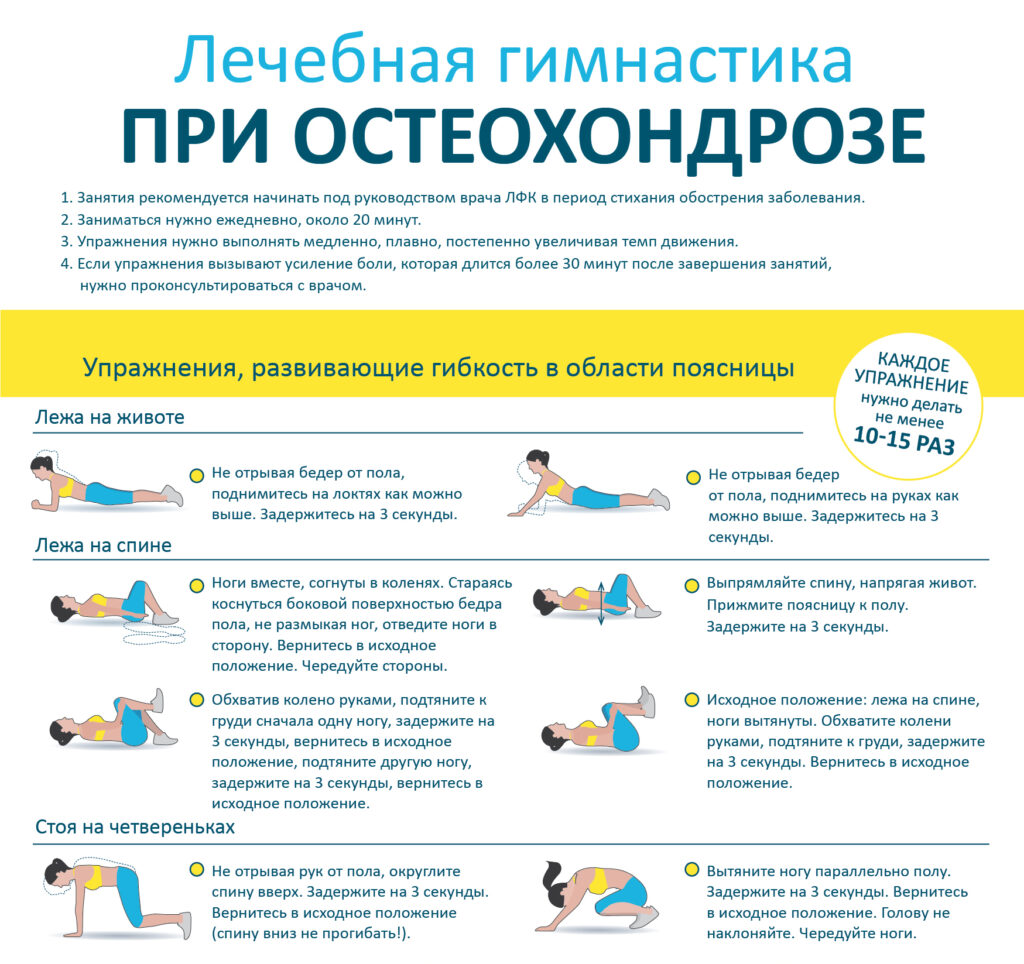 Лечебная гимнастика
ПРИ ОСТЕОХОНДРОЗЕ
1. Занятия рекомендуется начинать под руководством врача ЛФК в период стихания обострения заболевания.
2. Заниматься нужно ежедневно, около 20 минут.
3. Упражнения нужно выполнять медленно, плавно, постепенно увеличивая темп движения.
4. Если упражнения вызывают усиление боли, которая длится более 30 минут после завершения занятий,
нужно проконсультироваться с врачом.
Упражнения, развивающие гибкость в области поясницы
КАЖДОЕ
УПРАЖНЕНИЕ
нужно делать
не менее
10-15 РАЗ
Лежа на животе
Не отрывая бедер от пола,
поднимитесь на локтях как можно
выше. Задержитесь на 3 секунды.
Не отрывая бедер
от пола, поднимитесь на руках как
можно выше. Задержитесь на 3
секунды.
Лежа на спине
Ноги вместе, согнуты в коленях. Стараясь
коснуться боковой поверхностью бедра
пола, не размыкая ног, отведите ноги в
сторону. Вернитесь в исходное
положение. Чередуйте стороны.
Выпрямляйте спину, напрягая живот.
Прижмите поясницу к полу.
Задержите на 3 секунды.
Обхватив колено руками, подтяните к
груди сначала одну ногу, задержите на
3 секунды, вернитесь в исходное
положение, подтяните другую ногу,
задержите на 3 секунды, вернитесь в
исходное положение.
Исходное положение: лежа на спине,
ноги вытянуты. Обхватите колени
руками, подтяните к груди, задержите
на 3 секунды. Вернитесь в исходное
положение.
Стоя на четвереньках
Не отрывая рук от пола, округлите
спину вверх. Задержите на 3 секунды.
Вернитесь в исходное положение
(спину вниз не прогибать!).
Вытяните ногу параллельно полу.
Задержите на 3 секунды. Вернитесь
в исходное положение. Голову не
наклоняйте. Чередуйте ноги.